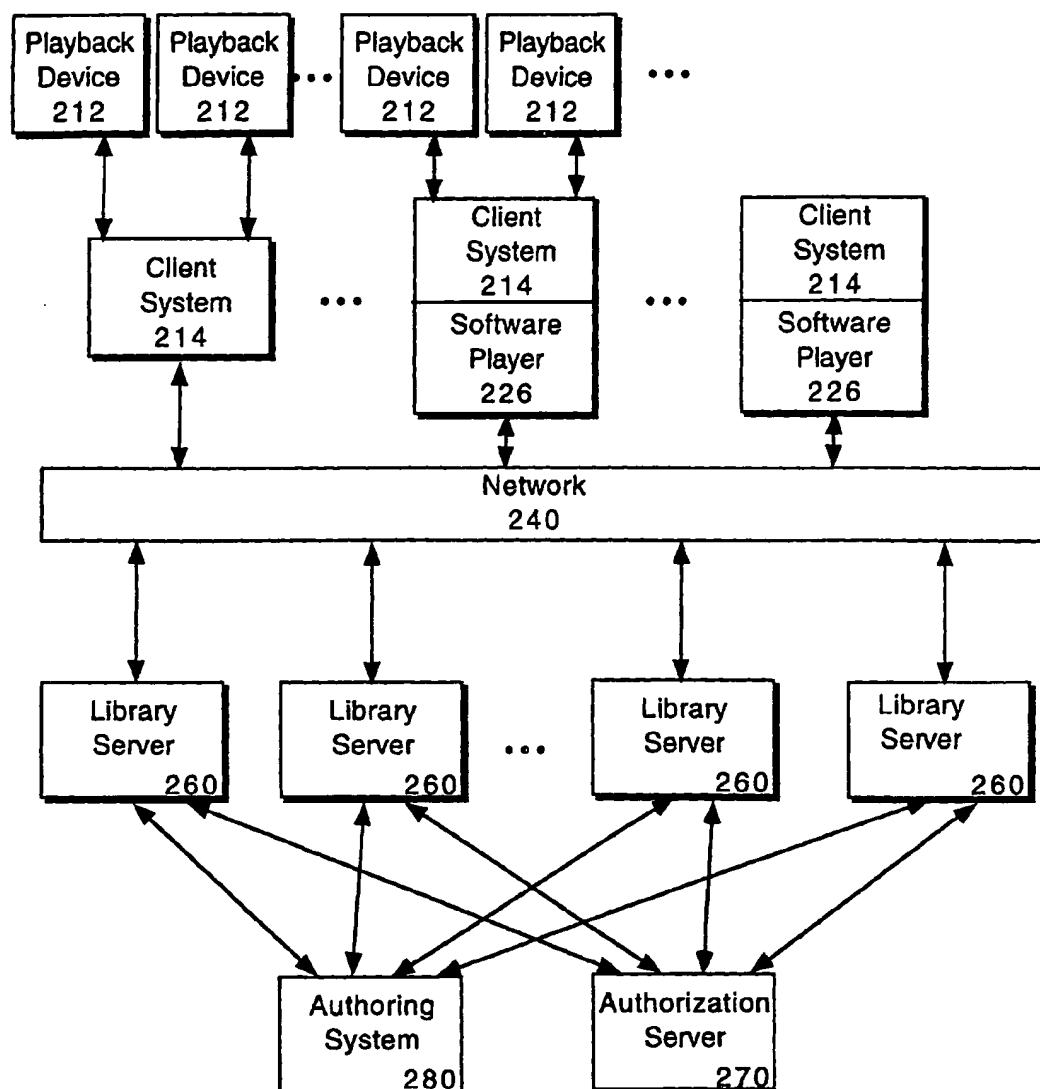 Playback
Device
212
Playback
Device
212
Playback
Device
212
Playback
Device
212
Client
System
214
Client
System
214
Software
Player
226
Client
System
214
Software
Player
226
Network
240
Library
Server
260
Library
Server
260
Library
Server
260
Library
Server
260
Authoring
System
280
Authorization
Server
270